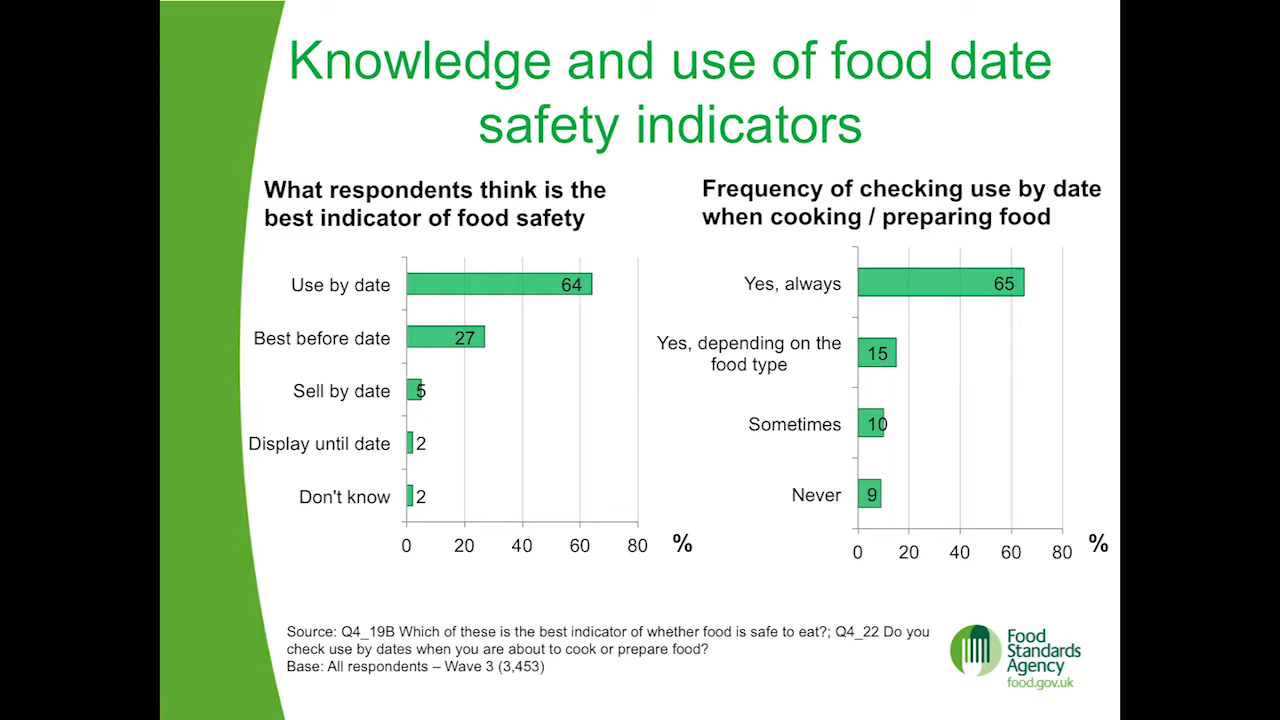 Knowledge and use of food date
safety indicators
What respondents think is the
best indicator of food safety
Use by date
64
Best before date
27
Sell by date
5
Display until date
2
Don't know
2
0 20 40 60 80 %
Frequency of checking use by date
when cooking / preparing food
Yes, always
65
Yes, depending on the
food type
15
Sometimes
10
Never
9
0 20 40 60 80 %
Source: Q4_19B Which of these is the best indicator of whether food is safe to eat?; Q4_22 Do you
check use by dates when you are about to cook or prepare food?
Base: All respondents – Wave 3 (3,453)
Food
Standards
Agency
food.gov.uk